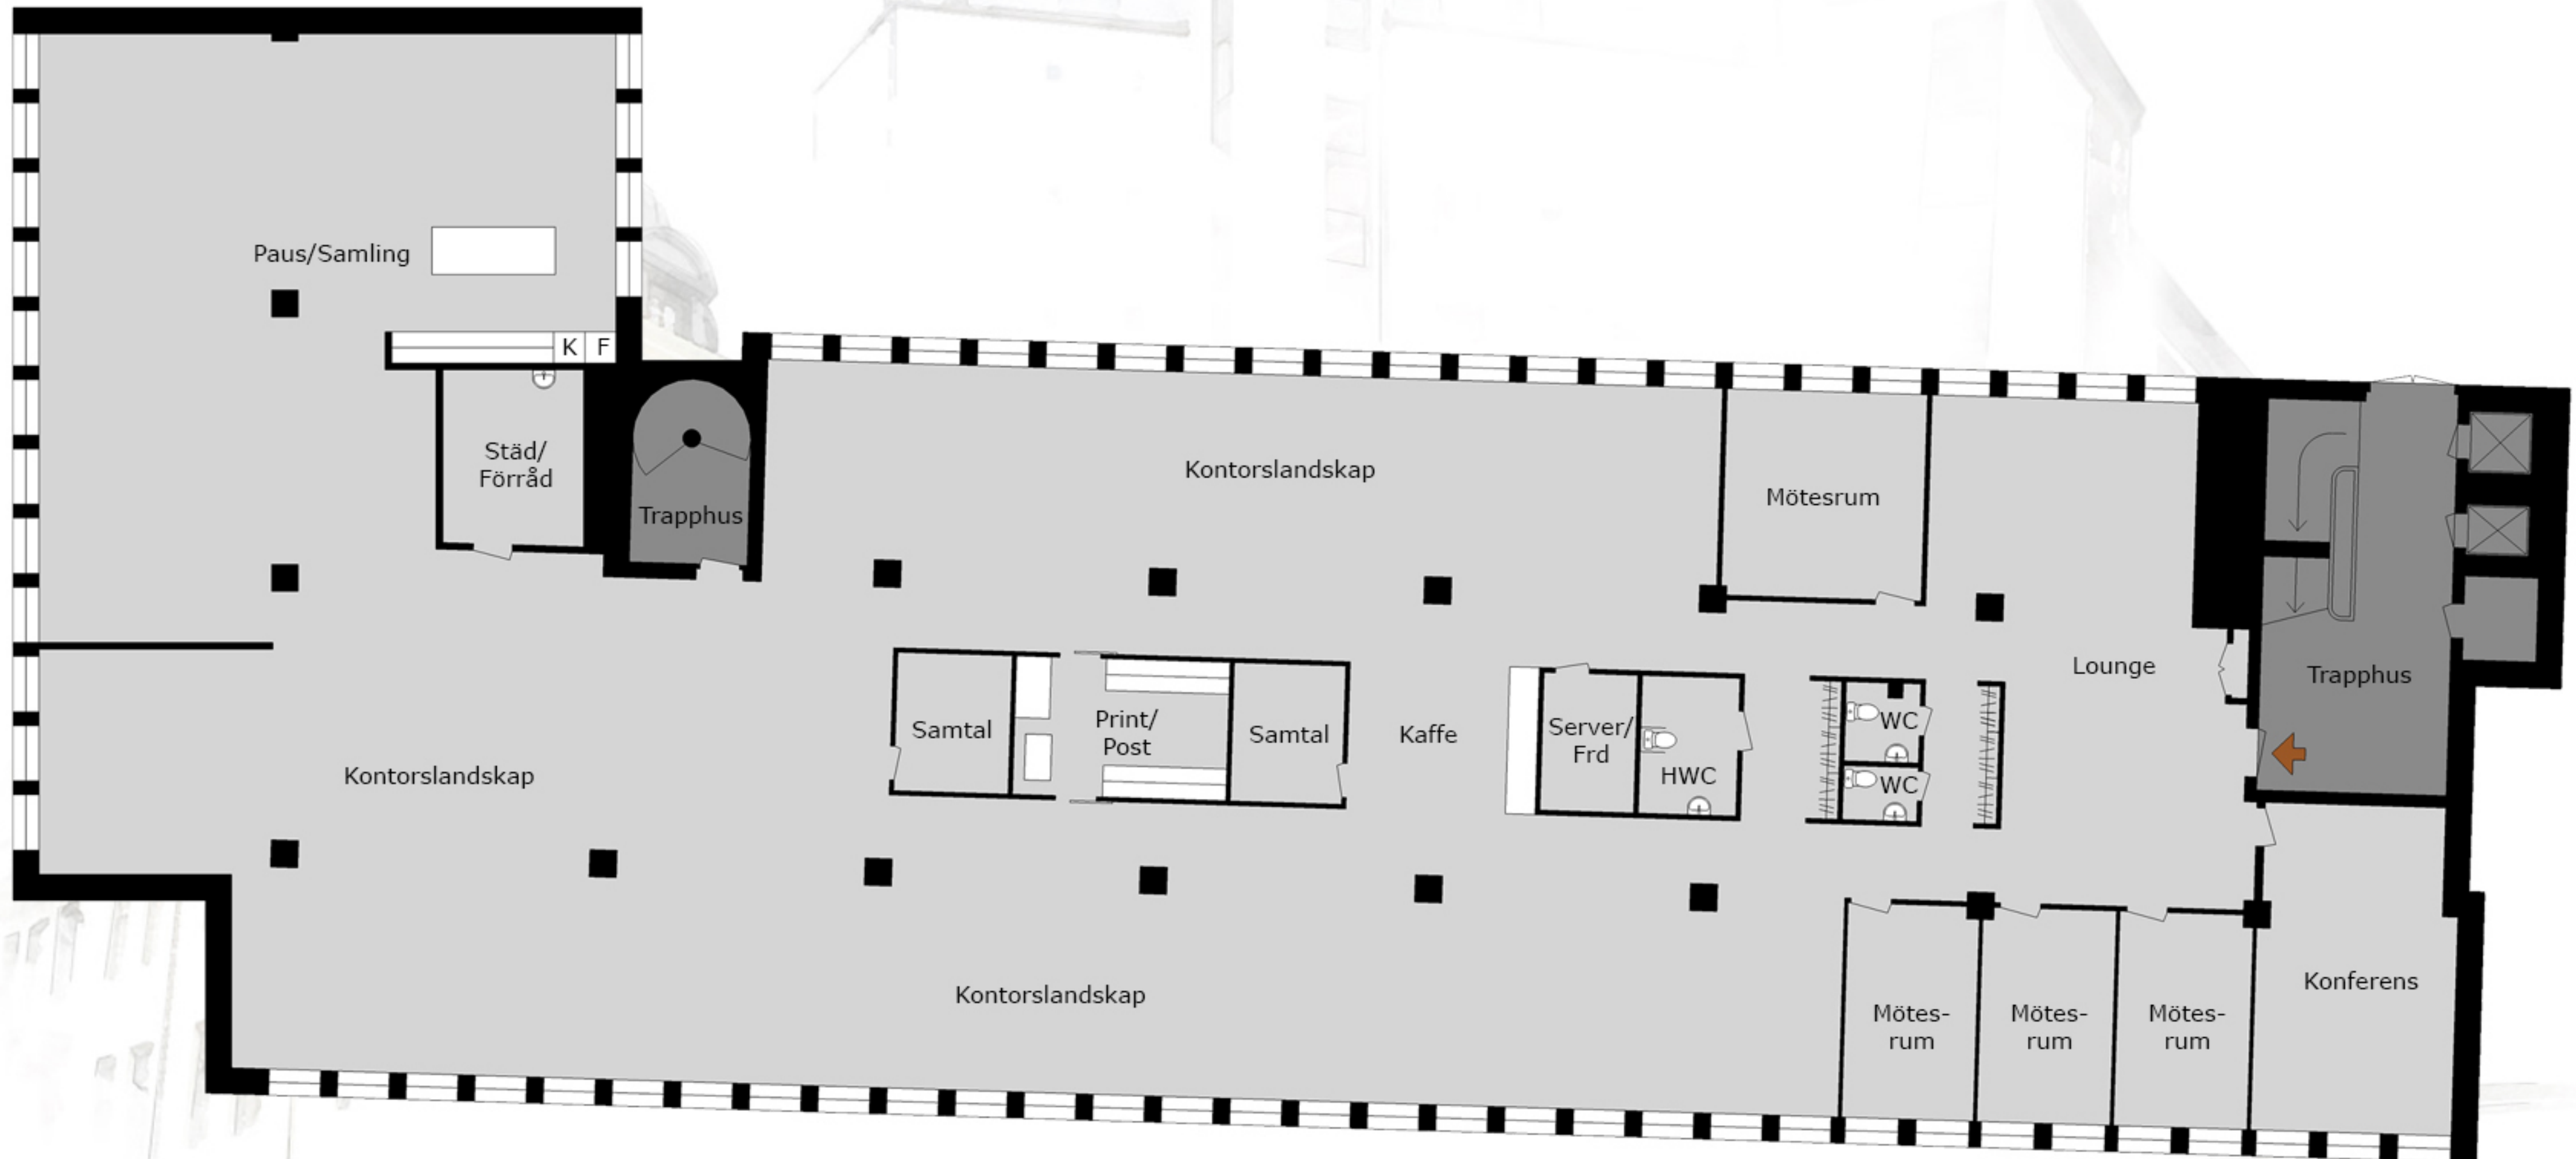 Paus/Samling
K F
Städ/
Förråd
Trapphus
Kontorslandskap
Mötesrum
Lounge
Trapphus
Kontorslandskap
Samtal
Print/
Post
Samtal
Kaffe
Server/
Frd
HWC
WC
WC
Kontorslandskap
Mötes-
rum
Mötes-
rum
Mötes-
rum
Konferens